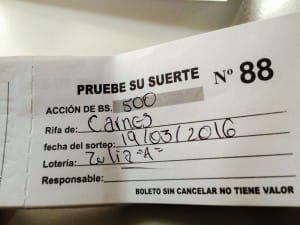 PRUEBE SU SUERTE Nº 88
ACCIÓN DE BS. 500
Rifa de: Carnes
fecha del sorteo: 19/03/2016
Lotería: Zulia "A"
Responsable:
BOLETO SIN CANCELAR NO TIENE VALOR